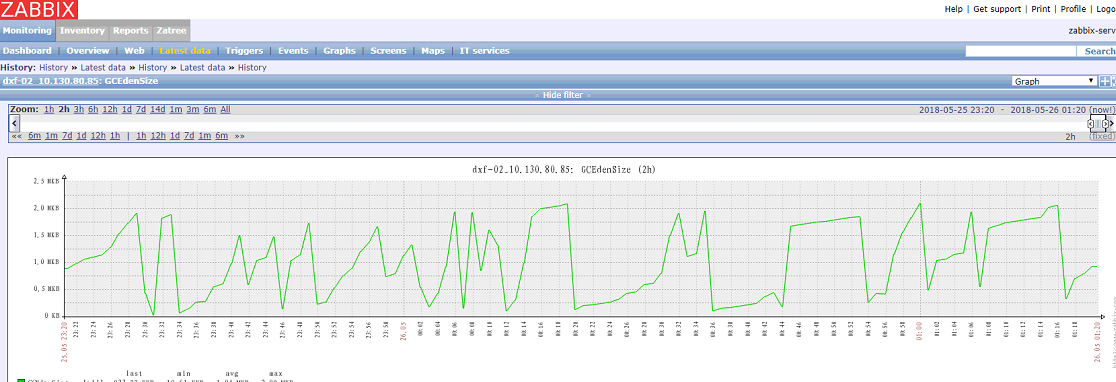 ZABBIX
Help | Get support | Print | Profile | Logo
Monitoring Inventory Reports Zatree
zabbix-serv
Dashboard | Overview | Web | Latest data | Triggers | Events | Graphs | Screens | Maps | IT services
Search
History: History » Latest data » History » Latest data » History
dxf-02_10.130.80.85: GCEdenSize
Graph
Hide filter
Zoom: 1h 2h 3h 6h 12h 1d 7d 14d 1m 3m 6m All
2018-05-25 23:20 - 2018-05-26 01:20 (now!)
«« 6m 1m 7d 1d 12h 1h | 1h 12h 1d 7d 1m 6m »»
2h (fixed)
dxf-02_10.130.80.85: GCEdenSize (2h)
2,5 MKB
2,0 MKB
1,5 MKB
1,0 MKB
0,5 MKB
0 KB
25.05 23:20
23:22
23:24
23:26
23:28
23:30
23:32
23:34
23:36
23:38
23:40
23:42
23:44
23:46
23:48
23:50
23:52
23:54
23:56
23:58
26.05
00:02
00:04
00:06
00:08
00:10
00:12
00:14
00:16
00:18
00:20
00:22
00:24
00:26
00:28
00:30
00:32
00:34
00:36
00:38
00:40
00:42
00:44
00:46
00:48
00:50
00:52
00:54
00:56
00:58
01:00
01:02
01:04
01:06
01:08
01:10
01:12
01:14
01:16
01:18
26.05 01:20
last min avg max